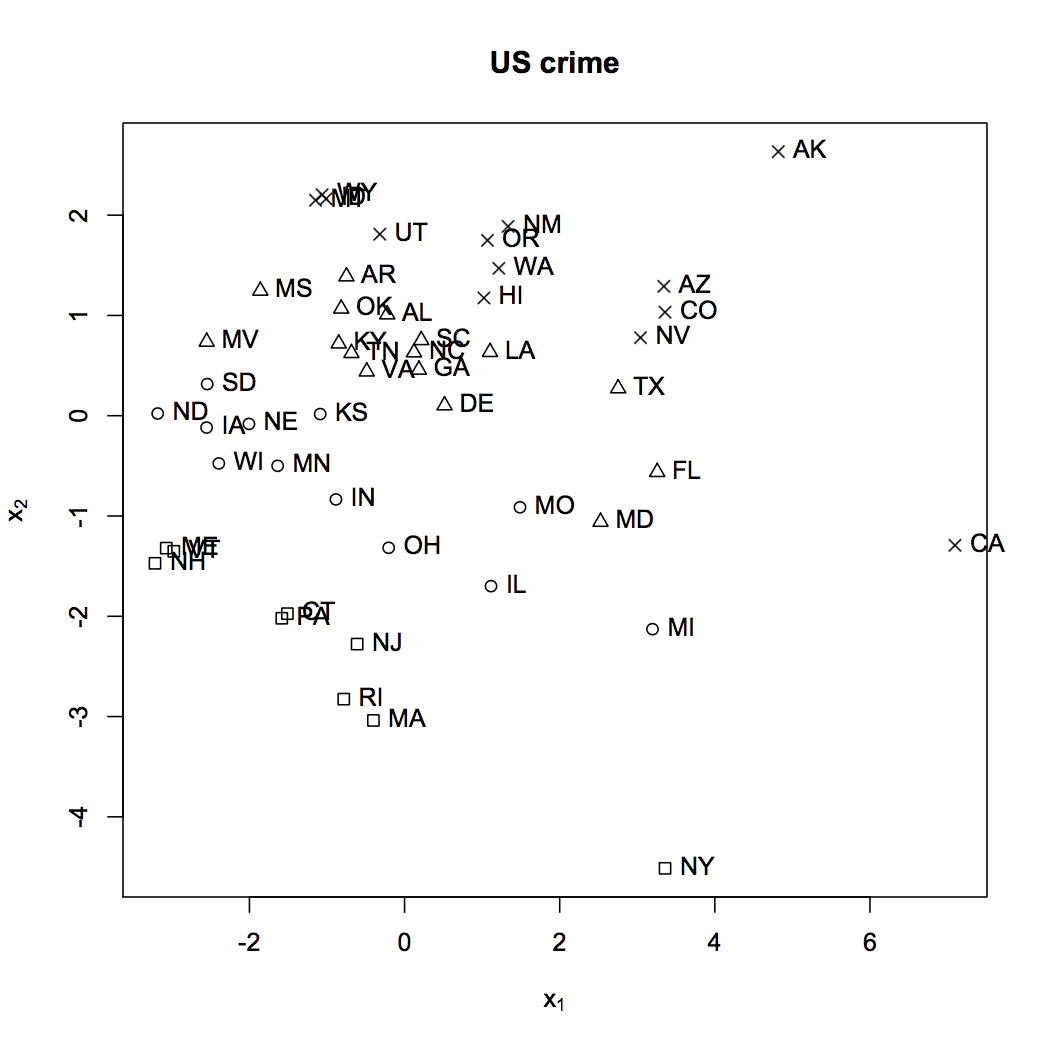 US crime
AK
WY
UT
NM
OR
WA
AR
MS
AZ
HI
CO
OK
AL
MV
KY
SC
NV
TN
NC
LA
VA
GA
SD
TX
DE
ND
KS
IA
NE
WI
MN
FL
IN
MO
MD
ME
VT
OH
CA
NH
IL
CT
PA
MI
NJ
RI
MA
NY
2
1
0
-1
-2
-3
-4
x₂
-2 0 2 4 6
x₁